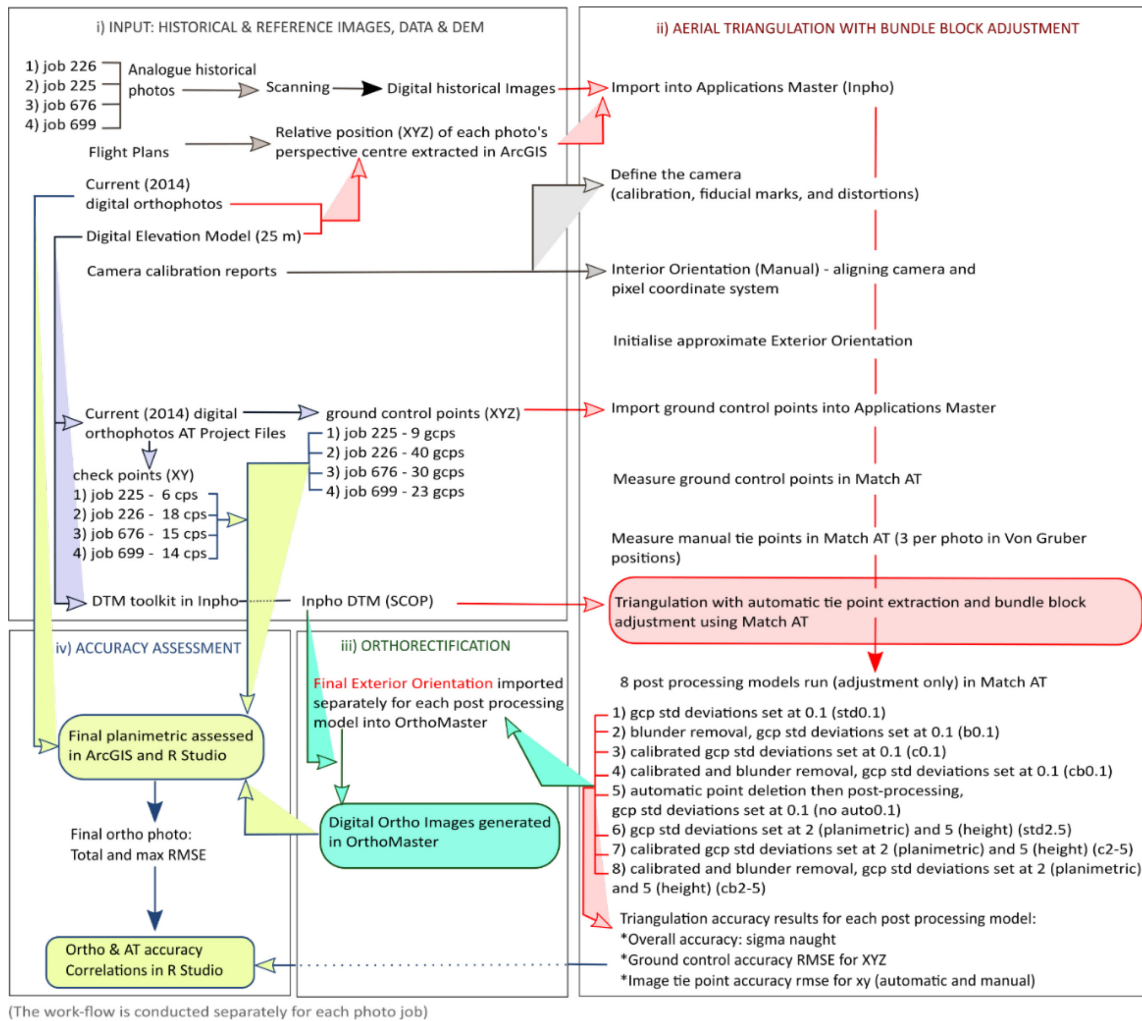 i) INPUT: HISTORICAL & REFERENCE IMAGES, DATA & DEM
1) job 226
2) job 225
3) job 676
4) job 699
Analogue historical
photos
Scanning
Digital historical Images
Flight Plans
Relative position (XYZ) of each photo's
perspective centre extracted in ArcGIS
Current (2014)
digital orthophotos
Digital Elevation Model (25 m)
Camera calibration reports
Current (2014) digital
orthophotos AT Project Files
ground control points (XYZ)
1) job 225 - 9 gcps
2) job 226 - 40 gcps
3) job 676 - 30 gcps
4) job 699 - 23 gcps
check points (XY)
1) job 225 - 6 cps
2) job 226 - 18 cps
3) job 676 - 15 cps
4) job 699 - 14 cps
DTM toolkit in Inpho
Inpho DTM (SCOP)
ii) AERIAL TRIANGULATION WITH BUNDLE BLOCK ADJUSTMENT
Import into Applications Master (Inpho)
Define the camera
(calibration, fiducial marks, and distortions)
Interior Orientation (Manual) - aligning camera and
pixel coordinate system
Initialise approximate Exterior Orientation
Import ground control points into Applications Master
Measure ground control points in Match AT
Measure manual tie points in Match AT (3 per photo in Von Gruber
positions)
Triangulation with automatic tie point extraction and bundle block
adjustment using Match AT
8 post processing models run (adjustment only) in Match AT
1) gcp std deviations set at 0.1 (std0.1)
2) blunder removal, gcp std deviations set at 0.1 (b0.1)
3) calibrated gcp std deviations set at 0.1 (c0.1)
4) calibrated and blunder removal, gcp std deviations set at 0.1 (cb0.1)
5) automatic point deletion then post-processing,
gcp std deviations set at 0.1 (no auto0.1)
6) gcp std deviations set at 2 (planimetric) and 5 (height) (std2.5)
7) calibrated gcp std deviations set at 2 (planimetric) and 5 (height) (c2-5)
8) calibrated and blunder removal, gcp std deviations set at 2 (planimetric)
and 5 (height) (cb2-5)
Triangulation accuracy results for each post processing model:
*Overall accuracy: sigma naught
*Ground control accuracy RMSE for XYZ
*Image tie point accuracy rmse for xy (automatic and manual)
iii) ORTHORECTIFICATION
Final Exterior Orientation imported
separately for each post processing
model into OrthoMaster
Digital Ortho Images generated
in OrthoMaster
iv) ACCURACY ASSESSMENT
Final planimetric assessed
in ArcGIS and R Studio
Final ortho photo:
Total and max RMSE
Ortho & AT accuracy
Correlations in R Studio
(The work-flow is conducted separately for each photo job)